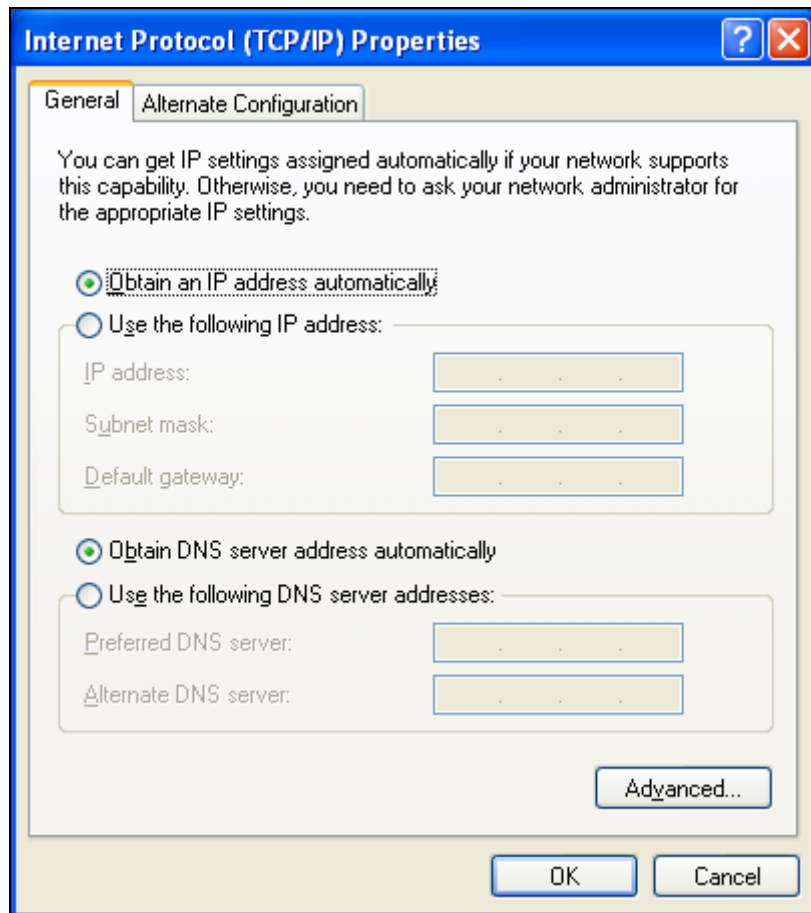 Internet Protocol (TCP/IP) Properties
General
Alternate Configuration
You can get IP settings assigned automatically if your network supports
this capability. Otherwise, you need to ask your network administrator for
the appropriate IP settings.
Obtain an IP address automatically
Use the following IP address:
IP address:
Subnet mask:
Default gateway:
Obtain DNS server address automatically
Use the following DNS server addresses:
Preferred DNS server:
Alternate DNS server:
Advanced...
OK
Cancel